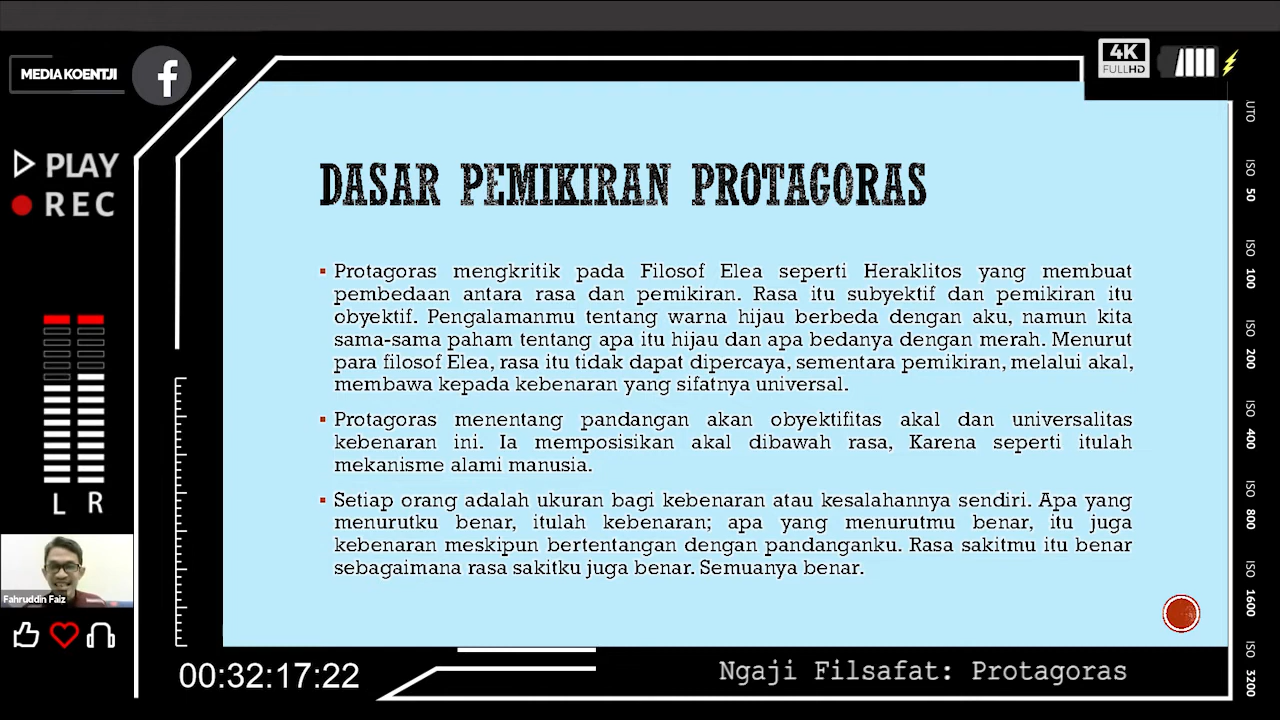 MEDIA KOENTJI
f
4K
FULL HD
PLAY
REC
DASAR PEMIKIRAN PROTAGORAS
Protagoras mengkritik pada Filosof Elea seperti Heraklitos yang membuat
pembedaan antara rasa dan pemikiran. Rasa itu subyektif dan pemikiran itu
obyektif. Pengalamanmu tentang warna hijau berbeda dengan aku, namun kita
sama-sama paham tentang apa itu hijau dan apa bedanya dengan merah. Menurut
para filosof Elea, rasa itu tidak dapat dipercaya, sementara pemikiran, melalui akal,
membawa kepada kebenaran yang sifatnya universal.
Protagoras menentang pandangan akan obyektifitas akal dan universalitas
kebenaran ini. Ia memposisikan akal dibawah rasa, Karena seperti itulah
mekanisme alami manusia.
Setiap orang adalah ukuran bagi kebenaran atau kesalahannya sendiri. Apa yang
menurutku benar, itulah kebenaran; apa yang menurutmu benar, itu juga
kebenaran meskipun bertentangan dengan pandanganku. Rasa sakitmu itu benar
sebagaimana rasa sakitku juga benar. Semuanya benar.
L R
Fahruddin Faiz
00:32:17:22
Ngaji Filsafat: Protagoras
UTO
ISO 50
ISO 100
ISO 200
ISO 400
ISO 800
ISO 1600
ISO 3200